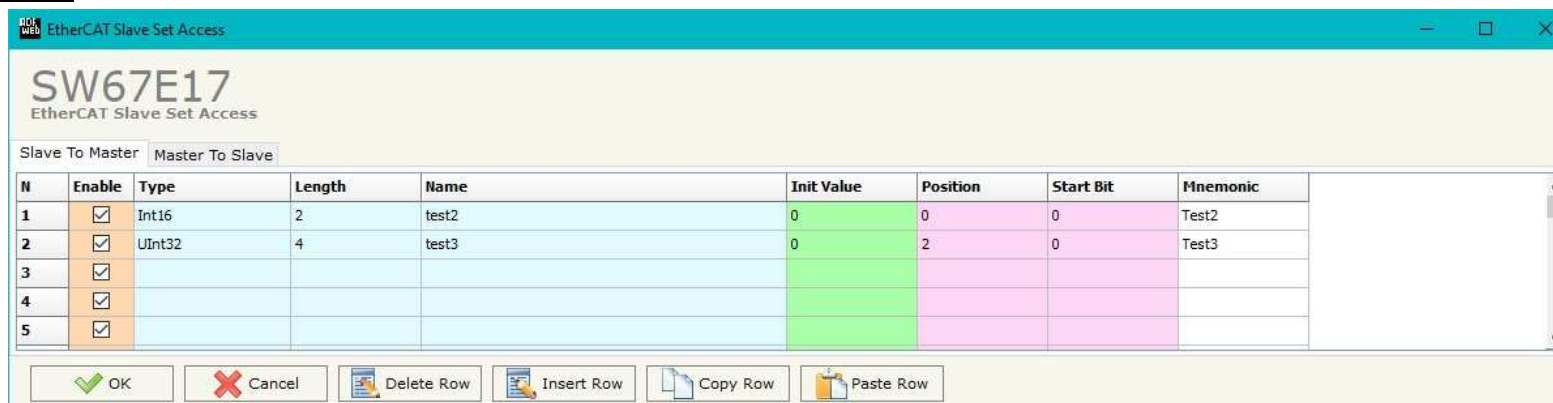 ADF WEB EtherCAT Slave Set Access
SW67E17
EtherCAT Slave Set Access
Slave To Master Master To Slave
N Enable Type Length Name Init Value Position Start Bit Mnemonic
1 Int16 2 test2 0 0 0 Test2
2 UInt32 4 test3 0 2 0 Test3
3
4
5
OK Cancel Delete Row Insert Row Copy Row Paste Row